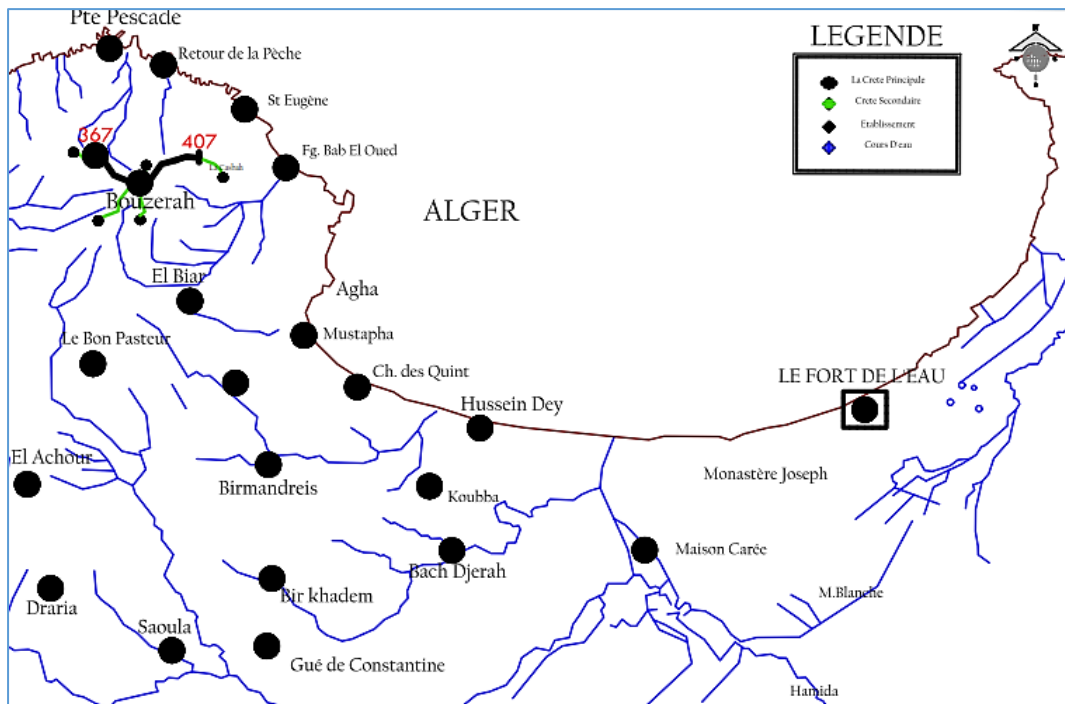 Pte Pescade
Retour de la Pèche
St Eugène
367
407
La Casbah
Fg. Bab El Oued
Bouzerah
ALGER
El Biar
Agha
Mustapha
Le Bon Pasteur
Ch. des Quint
Hussein Dey
LE FORT DE L'EAU
El Achour
Birmandreis
Koubba
Monastère Joseph
Bach Djerah
Maison Carée
Bir khadem
Draria
M.Blanche
Saoula
Gué de Constantine
Hamida
LEGENDE
La Crete Principale
Crete Secondaire
Etablissement
Cours D'eau